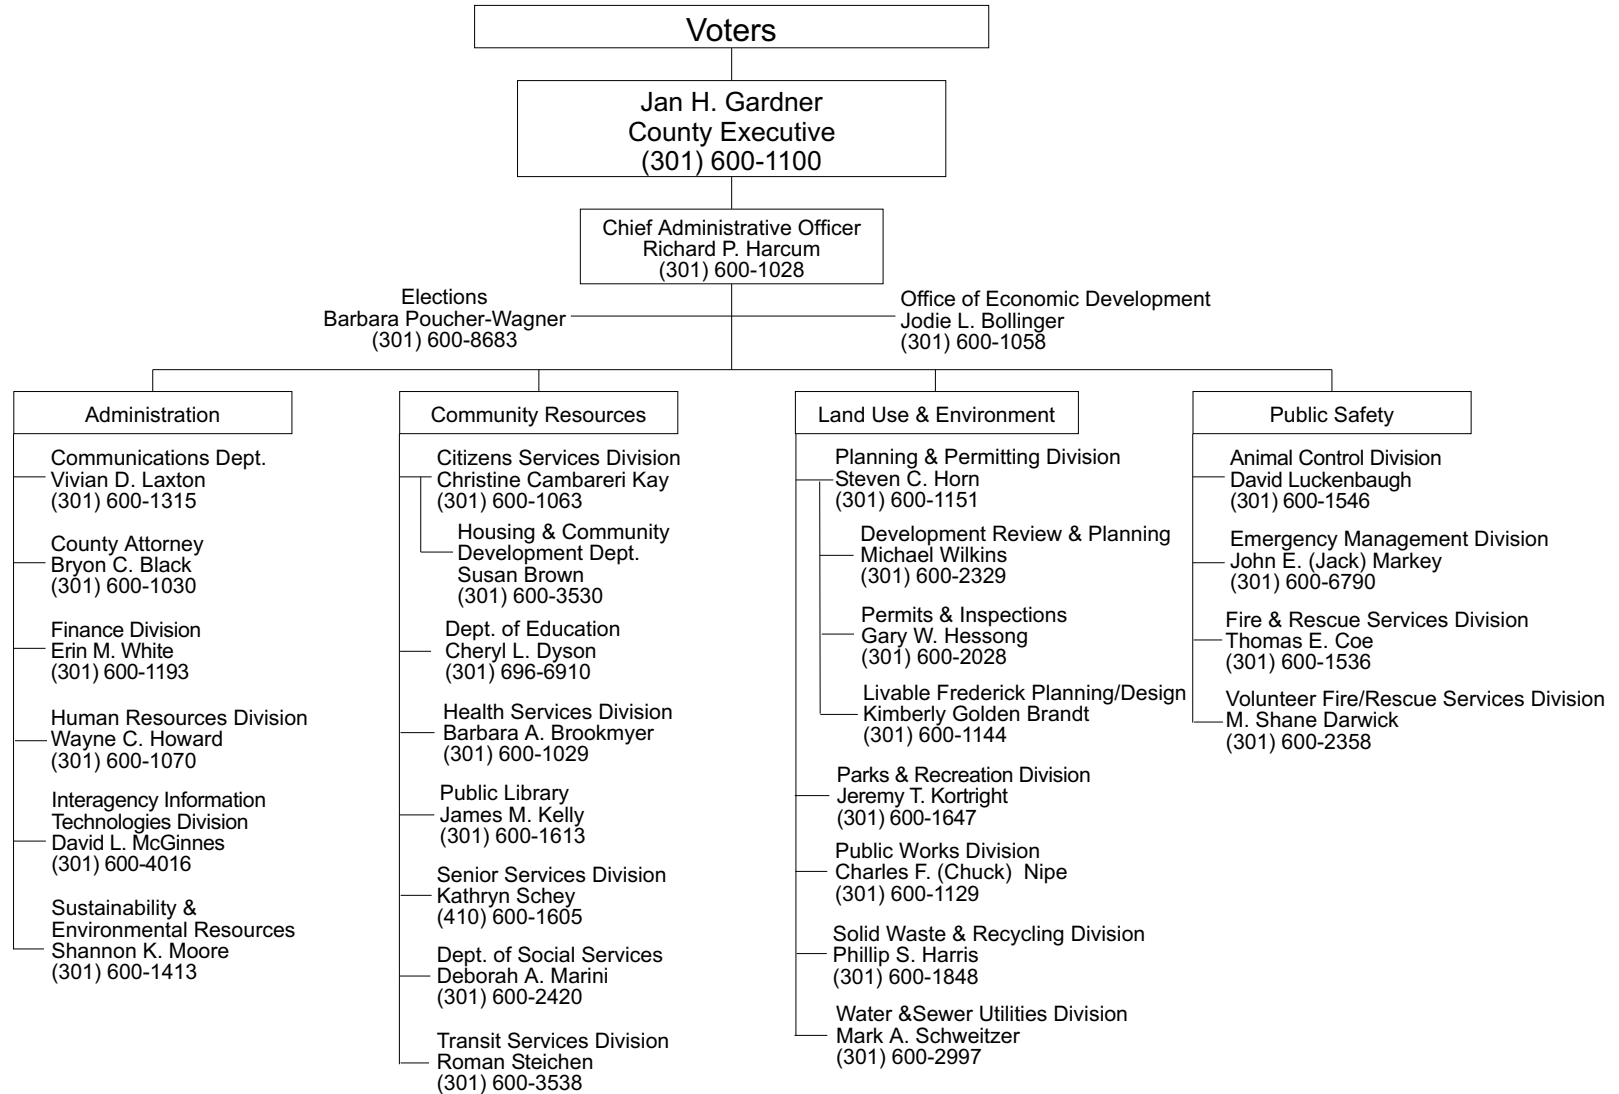 Voters
Jan H. Gardner
County Executive
(301) 600-1100
Chief Administrative Officer
Richard P. Harcum
(301) 600-1028
Elections
Barbara Poucher-Wagner
(301) 600-8683
Office of Economic Development
Jodie L. Bollinger
(301) 600-1058
Administration
Communications Dept.
Vivian D. Laxton
(301) 600-1315
County Attorney
Bryon C. Black
(301) 600-1030
Finance Division
Erin M. White
(301) 600-1193
Human Resources Division
Wayne C. Howard
(301) 600-1070
Interagency Information
Technologies Division
David L. McGinnes
(301) 600-4016
Sustainability &
Environmental Resources
Shannon K. Moore
(301) 600-1413
Community Resources
Citizens Services Division
Christine Cambareri Kay
(301) 600-1063
Housing & Community
Development Dept.
Susan Brown
(301) 600-3530
Dept. of Education
Cheryl L. Dyson
(301) 696-6910
Health Services Division
Barbara A. Brookmyer
(301) 600-1029
Public Library
James M. Kelly
(301) 600-1613
Senior Services Division
Kathryn Schey
(410) 600-1605
Dept. of Social Services
Deborah A. Marini
(301) 600-2420
Transit Services Division
Roman Steichen
(301) 600-3538
Land Use & Environment
Planning & Permitting Division
Steven C. Horn
(301) 600-1151
Development Review & Planning
Michael Wilkins
(301) 600-2329
Permits & Inspections
Gary W. Hessong
(301) 600-2028
Livable Frederick Planning/Design
Kimberly Golden Brandt
(301) 600-1144
Parks & Recreation Division
Jeremy T. Kortright
(301) 600-1647
Public Works Division
Charles F. (Chuck) Nipe
(301) 600-1129
Solid Waste & Recycling Division
Phillip S. Harris
(301) 600-1848
Water &Sewer Utilities Division
Mark A. Schweitzer
(301) 600-2997
Public Safety
Animal Control Division
David Luckenbaugh
(301) 600-1546
Emergency Management Division
John E. (Jack) Markey
(301) 600-6790
Fire & Rescue Services Division
Thomas E. Coe
(301) 600-1536
Volunteer Fire/Rescue Services Division
M. Shane Darwick
(301) 600-2358